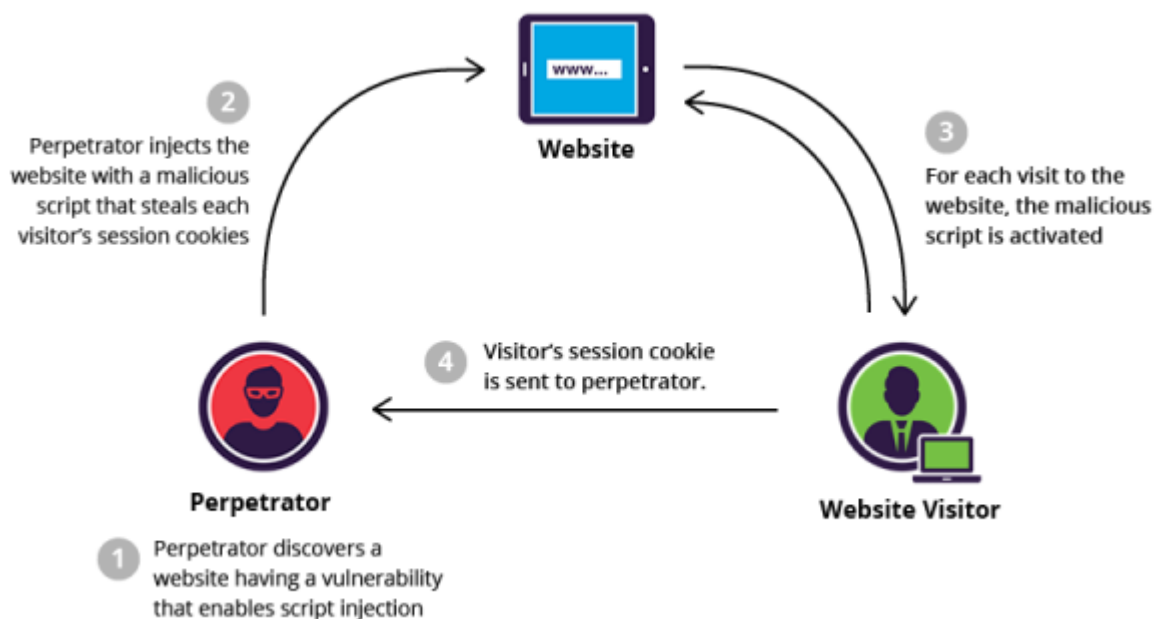 www...
Website
2
Perpetrator injects the
website with a malicious
script that steals each
visitor's session cookies
3
For each visit to the
website, the malicious
script is activated
4
Visitor's session cookie
is sent to perpetrator.
Perpetrator
Website Visitor
1
Perpetrator discovers a
website having a vulnerability
that enables script injection